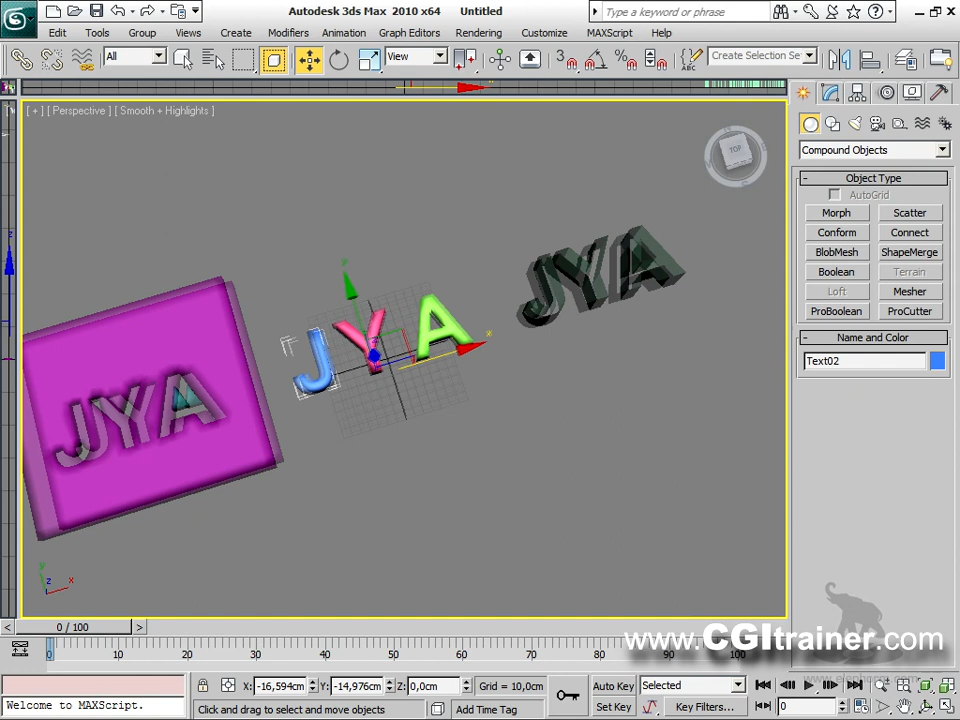 Autodesk 3ds Max 2010 x64 Untitled
Type a keyword or phrase
Edit Tools Group Views Create Modifiers Animation Graph Editors Rendering Customize MAXScript Help
All View Create Selection Se
[ + ] [ Perspective ] [ Smooth + Highlights ]
TOP
Compound Objects
Object Type
AutoGrid
Morph Scatter
Conform Connect
BlobMesh ShapeMerge
Boolean Terrain
Loft Mesher
ProBoolean ProCutter
Name and Color
Text02
JYA
JYA
JYA
0 / 100
0 10 20 30 40 50 60 70 80 90 100
www.CGItrainer.com
X: -16,594cm Y: -14,976cm Z: 0,0cm Grid = 10,0cm Auto Key Selected
Welcome to MAXScript. Click and drag to select and move objects Add Time Tag Set Key Key Filters... 0